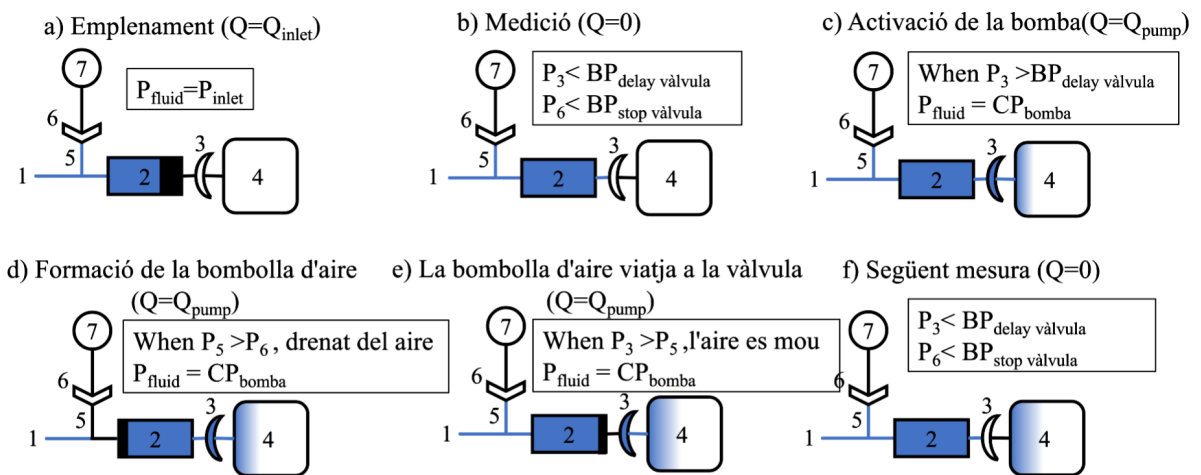 a) Emplenament (Q=Qinlet)
7
Pfluid=Pinlet
6
3
5
1
2
4
b) Medició (Q=0)
7
P3< BPdelay vàlvula
P6< BPstop vàlvula
6
3
5
1
2
4
c) Activació de la bomba(Q=Qpump)
7
When P3 >BPdelay vàlvula
Pfluid = CPbomba
6
3
5
1
2
4
d) Formació de la bombolla d'aire
(Q=Qpump)
7
When P5 >P6 , drenat del aire
Pfluid = CPbomba
6
3
5
1
2
4
e) La bombolla d'aire viatja a la vàlvula
(Q=Qpump)
7
When P3 >P5 ,l'aire es mou
Pfluid = CPbomba
6
3
5
1
2
4
f) Següent mesura (Q=0)
7
P3< BPdelay vàlvula
P6< BPstop vàlvula
6
3
5
1
2
4